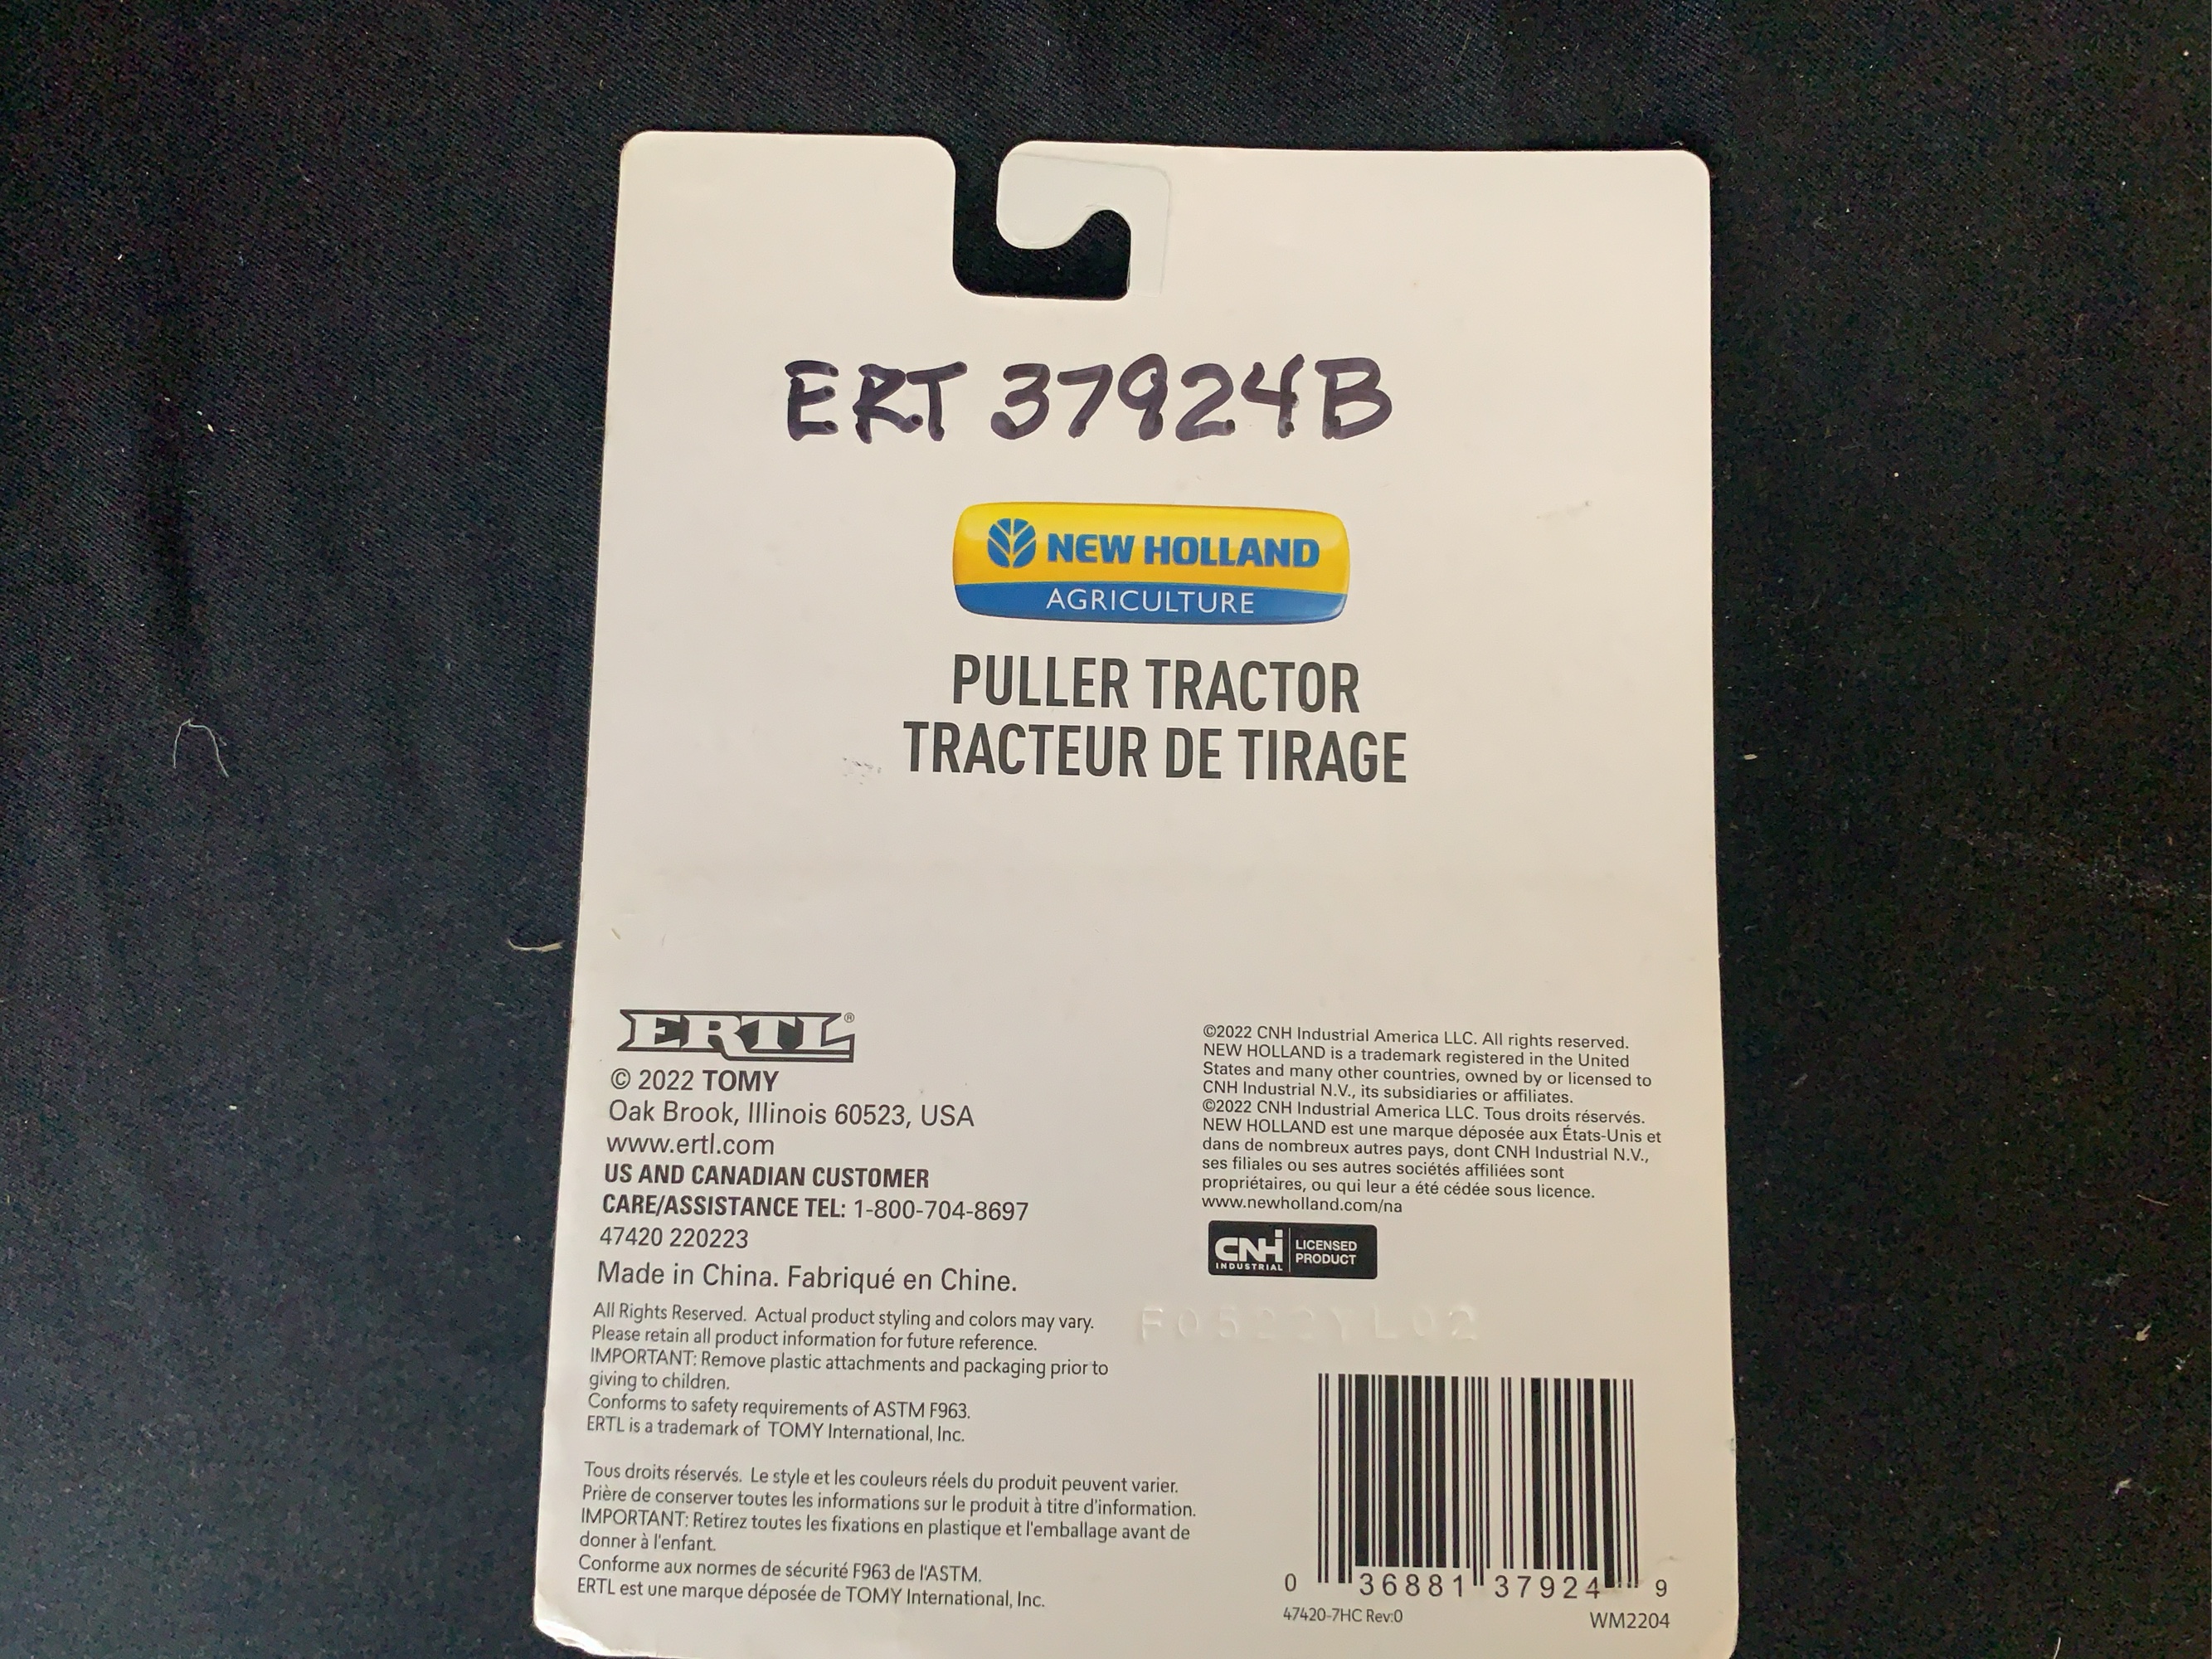 ERT 37924B
NEW HOLLAND
AGRICULTURE
PULLER TRACTOR
TRACTEUR DE TIRAGE
ERTL®
© 2022 TOMY
Oak Brook, Illinois 60523, USA
www.ertl.com
US AND CANADIAN CUSTOMER
CARE/ASSISTANCE TEL: 1-800-704-8697
47420 220223
Made in China. Fabriqué en Chine.
All Rights Reserved. Actual product styling and colors may vary.
Please retain all product information for future reference.
IMPORTANT: Remove plastic attachments and packaging prior to
giving to children.
Conforms to safety requirements of ASTM F963.
ERTL is a trademark of TOMY International, Inc.
Tous droits réservés. Le style et les couleurs réels du produit peuvent varier.
Prière de conserver toutes les informations sur le produit à titre d'information.
IMPORTANT: Retirez toutes les fixations en plastique et l'emballage avant de
donner à l'enfant.
Conforme aux normes de sécurité F963 de l'ASTM.
ERTL est une marque déposée de TOMY International, Inc.
©2022 CNH Industrial America LLC. All rights reserved.
NEW HOLLAND is a trademark registered in the United
States and many other countries, owned by or licensed to
CNH Industrial N.V., its subsidiaries or affiliates.
©2022 CNH Industrial America LLC. Tous droits réservés.
NEW HOLLAND est une marque déposée aux États-Unis et
dans de nombreux autres pays, dont CNH Industrial N.V.,
ses filiales ou ses autres sociétés affiliées sont
propriétaires, ou qui leur a été cédée sous licence.
www.newholland.com/na
CNH INDUSTRIAL LICENSED PRODUCT
F0622YL02
0 36881 37924 9
47420-7HC Rev:0 WM2204